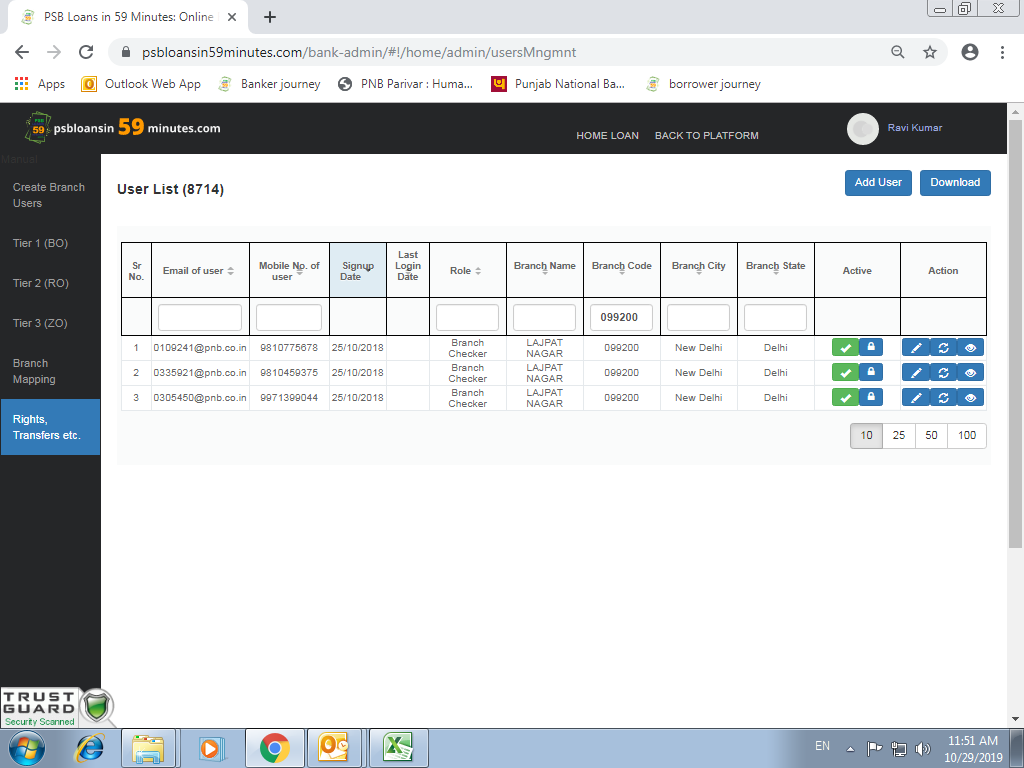 PSB Loans in 59 Minutes: Online
psbloansin59minutes.com/bank-admin/#!/home/admin/usersMngmnt
Apps Outlook Web App Banker journey PNB Parivar : Huma... Punjab National Ba... borrower journey
psbloansin 59 minutes.com
HOME LOAN BACK TO PLATFORM
Ravi Kumar
Manual
Create Branch
Users
Tier 1 (BO)
Tier 2 (RO)
Tier 3 (ZO)
Branch
Mapping
Rights,
Transfers etc.
User List (8714)
Add User Download
Sr No. Email of user Mobile No. of user Signup Date Last Login Date Role Branch Name Branch Code Branch City Branch State Active Action
099200
1 0109241@pnb.co.in 9810775678 25/10/2018 Branch Checker LAJPAT NAGAR 099200 New Delhi Delhi
2 0335921@pnb.co.in 9810459375 25/10/2018 Branch Checker LAJPAT NAGAR 099200 New Delhi Delhi
3 0305450@pnb.co.in 9971399044 25/10/2018 Branch Checker LAJPAT NAGAR 099200 New Delhi Delhi
10 25 50 100
TRUST
GUARD
Security Scanned
EN
11:51 AM
10/29/2019